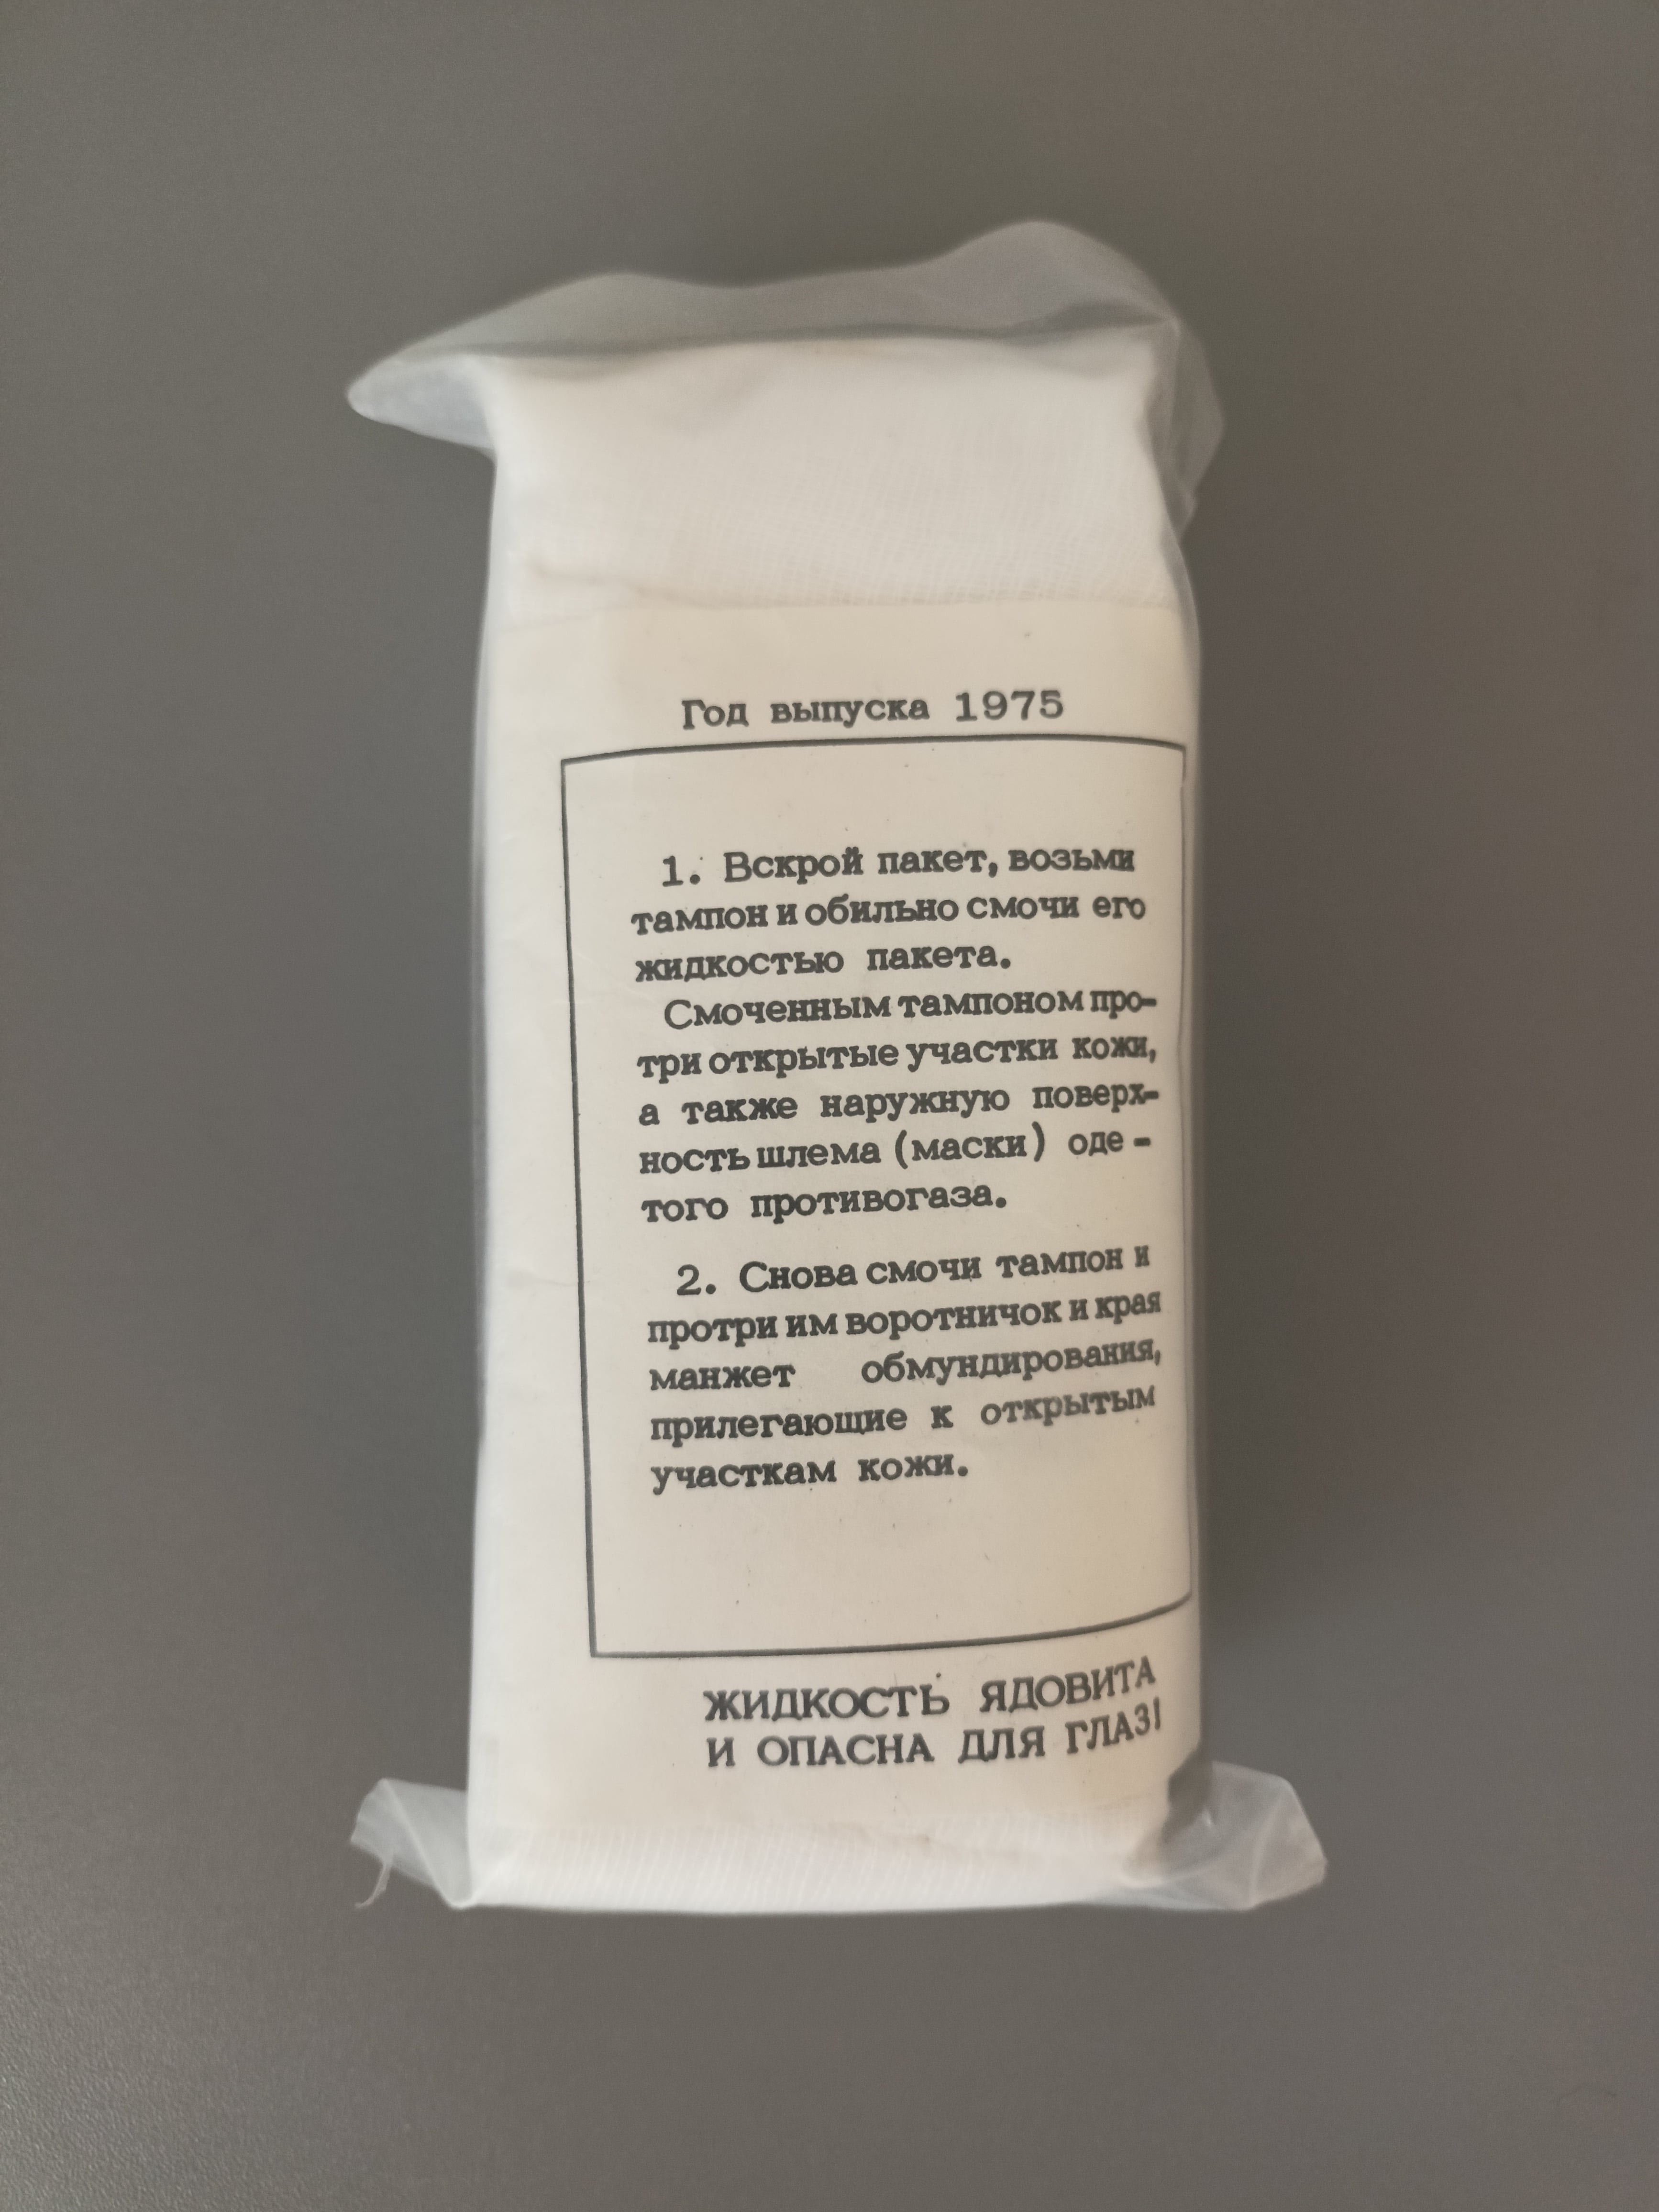 Год выпуска 1975
1. Вскрой пакет, возьми
тампон и обильно смочи его
жидкостью пакета.
Смоченным тампоном про-
три открытые участки кожи,
а также наружную поверх-
ность шлема (маски) оде-
того противогаза.
2. Снова смочи тампон и
протри им воротничок и края
манжет обмундирования,
прилегающие к открытым
участкам кожи.
ЖИДКОСТЬ ЯДОВИТА
И ОПАСНА ДЛЯ ГЛАЗ!